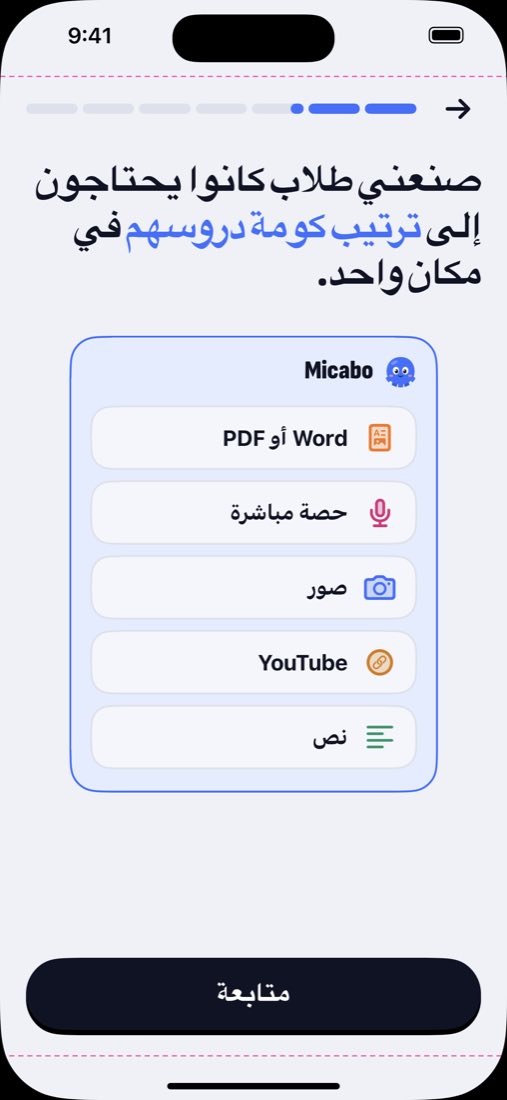 9:41
صنعني طلاب كانوا يحتاجون
إلى ترتيب كومة دروسهم في
مكان واحد.
Micabo
Word أو PDF
حصة مباشرة
صور
YouTube
نص
متابعة